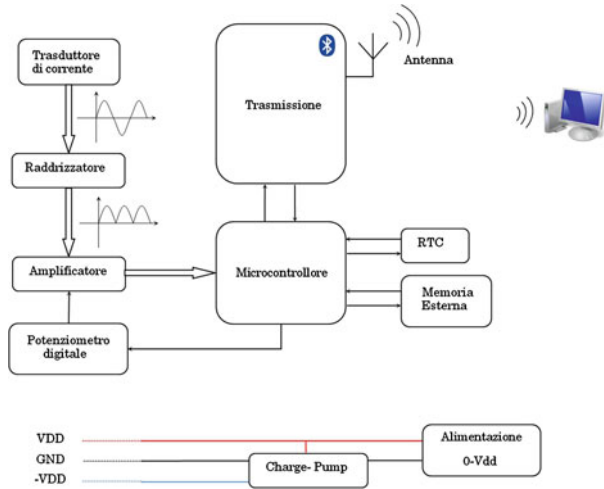 Trasduttore
di corrente
Trasmissione
Antenna
Raddrizzatore
Amplificatore
Microcontrollore
RTC
Memoria
Esterna
Potenziometro
digitale
VDD
GND
-VDD
Charge- Pump
Alimentazione
0-Vdd